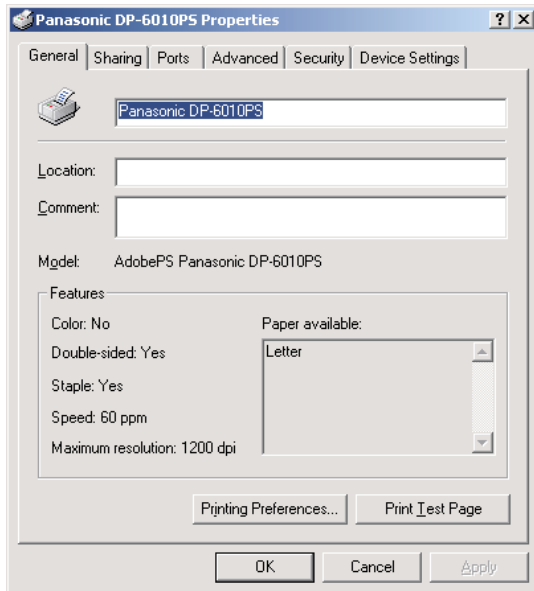 Panasonic DP-6010PS Properties
? X
General Sharing Ports Advanced Security Device Settings
Panasonic DP-6010PS
Location:
Comment:
Model: AdobePS Panasonic DP-6010PS
Features
Color: No Paper available:
Double-sided: Yes Letter
Staple: Yes
Speed: 60 ppm
Maximum resolution: 1200 dpi
Printing Preferences... Print Test Page
OK Cancel Apply